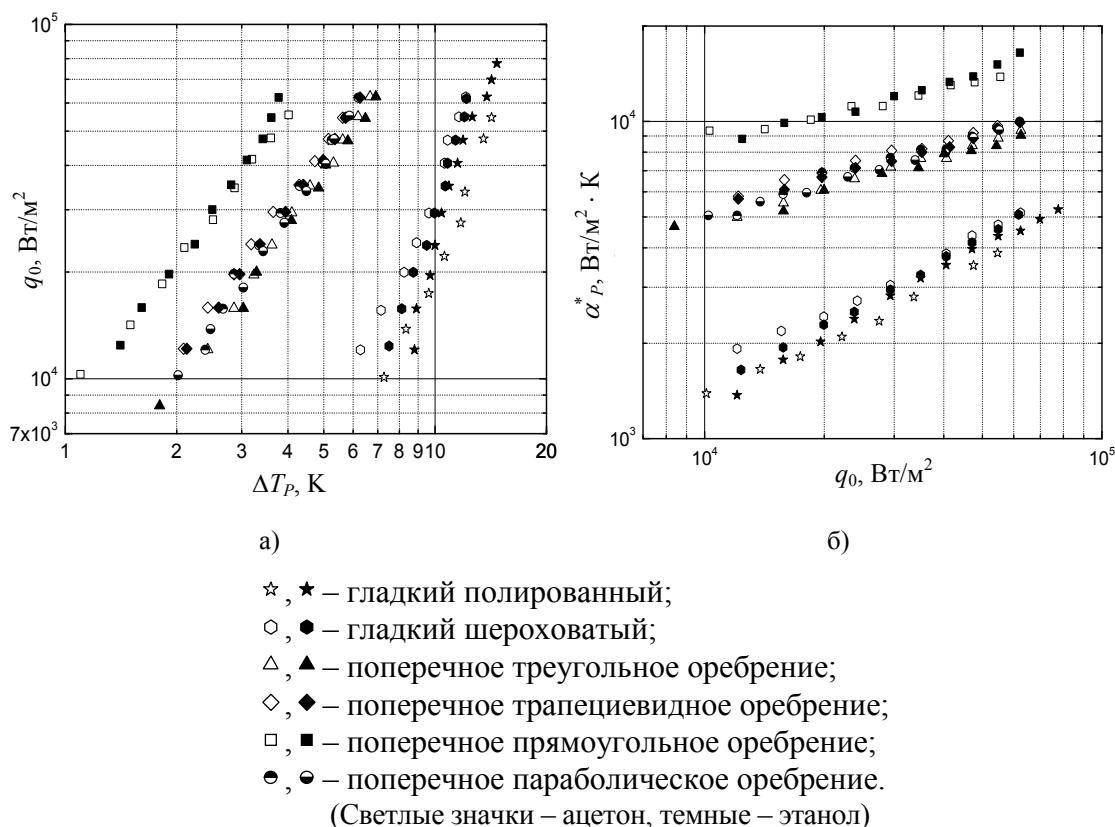 10⁵
q₀, Вт/м²
10⁴
7x10³
1 2 3 4 5 6 7 8 9 10 20
ΔT_P, К
а)
10⁴
α*_P, Вт/м² · К
10³
10⁴ 10⁵
q₀, Вт/м²
б)
☆, ★ – гладкий полированный;
⬡, ⬢ – гладкий шероховатый;
△, ▲ – поперечное треугольное оребрение;
◇, ◆ – поперечное трапециевидное оребрение;
□, ■ – поперечное прямоугольное оребрение;
◓, ◒ – поперечное параболическое оребрение.
(Светлые значки – ацетон, темные – этанол)